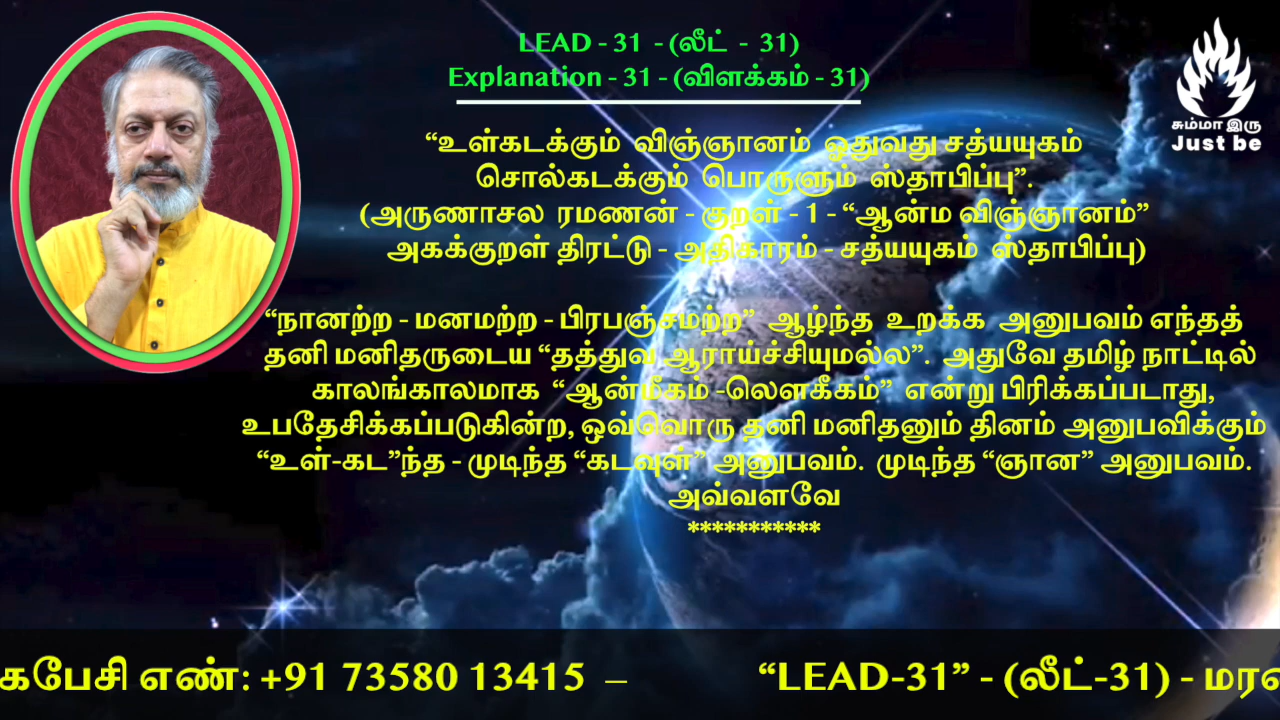 LEAD - 31 - (லீட் - 31)
Explanation - 31 - (விளக்கம் - 31)
சும்மா இரு
Just be
“உள்கடக்கும் விஞ்ஞானம் ஓதுவது சத்யயுகம்
சொல்கடக்கும் பொருளும் ஸ்தாபிப்பு”.
(அருணாசல ரமணன் - குறள் - 1 - “ஆன்ம விஞ்ஞானம்”
அகக்குறள் திரட்டு - அதிகாரம் - சத்யயுகம் ஸ்தாபிப்பு)
“நானற்ற - மனமற்ற - பிரபஞ்சமற்ற” ஆழ்ந்த உறக்க அனுபவம் எந்தத்
தனி மனிதருடைய “தத்துவ ஆராய்ச்சியுமல்ல”. அதுவே தமிழ் நாட்டில்
காலங்காலமாக “ஆன்மீகம் -லௌகீகம்” என்று பிரிக்கப்படாது,
உபதேசிக்கப்படுகின்ற, ஒவ்வொரு தனி மனிதனும் தினம் அனுபவிக்கும்
“உள்-கட”ந்த - முடிந்த “கடவுள்” அனுபவம். முடிந்த “ஞான” அனுபவம்.
அவ்வளவே
***********
கபேசி எண்: +91 73580 13415 – “LEAD-31” - (லீட்-31) - மரண